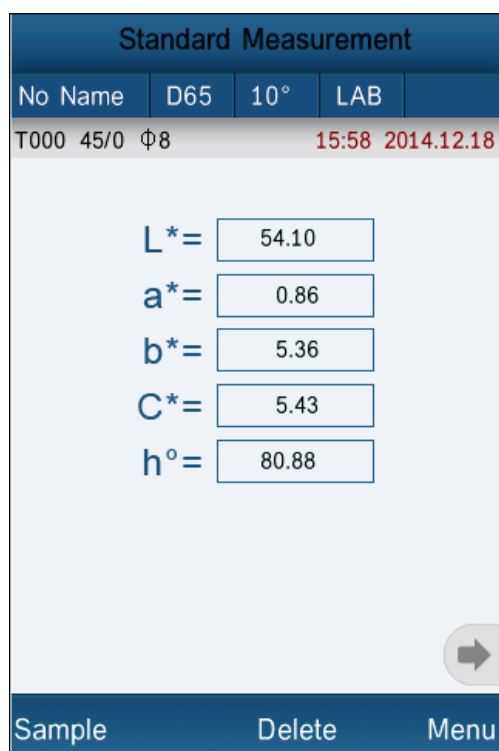 Standard Measurement
No Name D65 10° LAB
T000 45/0 Φ8 15:58 2014.12.18
L*= 54.10
a*= 0.86
b*= 5.36
C*= 5.43
h°= 80.88
Sample Delete Menu